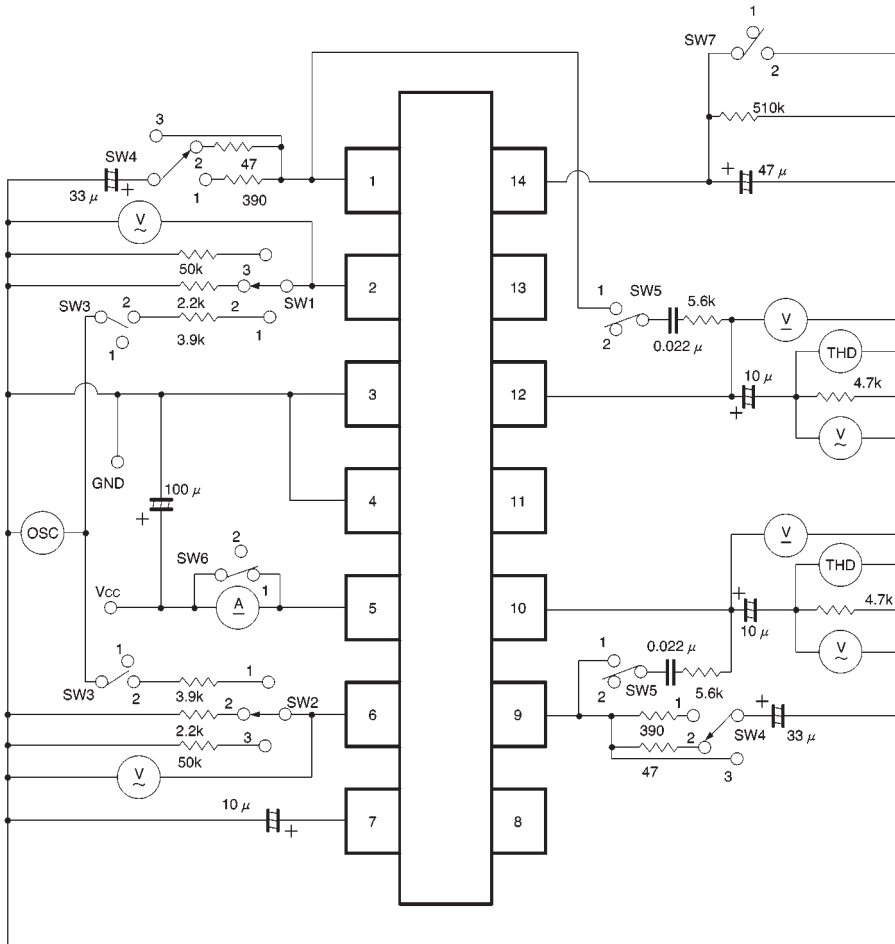 1
SW7
2
510k
47 μ
+
3
SW4
2
47
1
390
33 μ
+
V
~
50k
3
2.2k
2
SW1
SW3
2
3.9k
1
1
1
14
2
13
3
12
4
11
5
10
6
9
7
8
1
SW5
2
5.6k
0.022 μ
V
THD
10 μ
4.7k
+
V
~
GND
100 μ
+
OSC
SW6
2
1
VCC
A
V
THD
+
4.7k
10 μ
V
~
1
0.022 μ
2
SW5
5.6k
1
SW3
2
3.9k
1
2
SW2
2.2k
3
50k
V
~
390
1
2
SW4
+
33 μ
47
3
10 μ
+